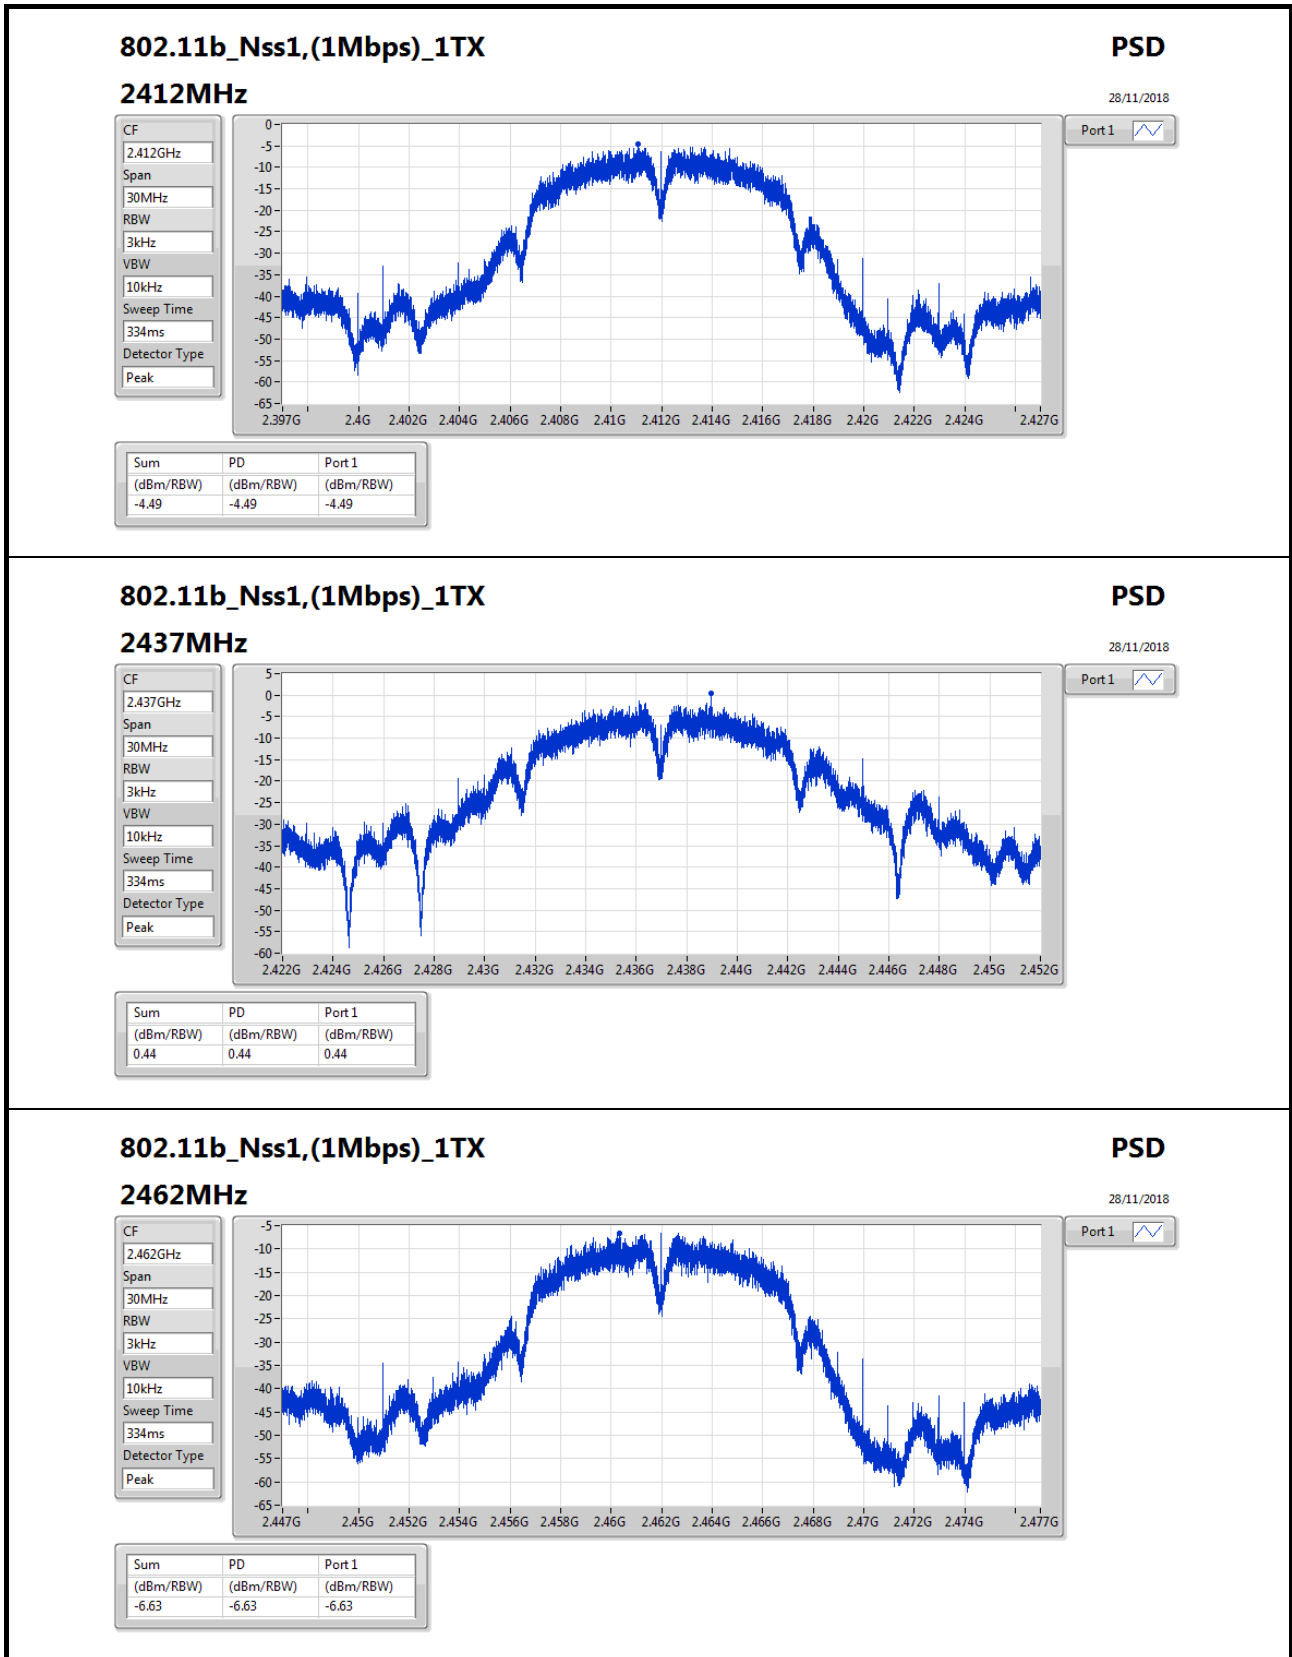 802.11b_Nss1,(1Mbps)_1TX PSD
2412MHz 28/11/2018
CF
2.412GHz
Span
30MHz
RBW
3kHz
VBW
10kHz
Sweep Time
334ms
Detector Type
Peak
0
-5
-10
-15
-20
-25
-30
-35
-40
-45
-50
-55
-60
-65
2.397G 2.4G 2.402G 2.404G 2.406G 2.408G 2.41G 2.412G 2.414G 2.416G 2.418G 2.42G 2.422G 2.424G 2.427G
Port 1
Sum PD Port 1
(dBm/RBW) (dBm/RBW) (dBm/RBW)
-4.49 -4.49 -4.49
802.11b_Nss1,(1Mbps)_1TX PSD
2437MHz 28/11/2018
CF
2.437GHz
Span
30MHz
RBW
3kHz
VBW
10kHz
Sweep Time
334ms
Detector Type
Peak
5
0
-5
-10
-15
-20
-25
-30
-35
-40
-45
-50
-55
-60
2.422G 2.424G 2.426G 2.428G 2.43G 2.432G 2.434G 2.436G 2.438G 2.44G 2.442G 2.444G 2.446G 2.448G 2.45G 2.452G
Port 1
Sum PD Port 1
(dBm/RBW) (dBm/RBW) (dBm/RBW)
0.44 0.44 0.44
802.11b_Nss1,(1Mbps)_1TX PSD
2462MHz 28/11/2018
CF
2.462GHz
Span
30MHz
RBW
3kHz
VBW
10kHz
Sweep Time
334ms
Detector Type
Peak
-5
-10
-15
-20
-25
-30
-35
-40
-45
-50
-55
-60
-65
2.447G 2.45G 2.452G 2.454G 2.456G 2.458G 2.46G 2.462G 2.464G 2.466G 2.468G 2.47G 2.472G 2.474G 2.477G
Port 1
Sum PD Port 1
(dBm/RBW) (dBm/RBW) (dBm/RBW)
-6.63 -6.63 -6.63